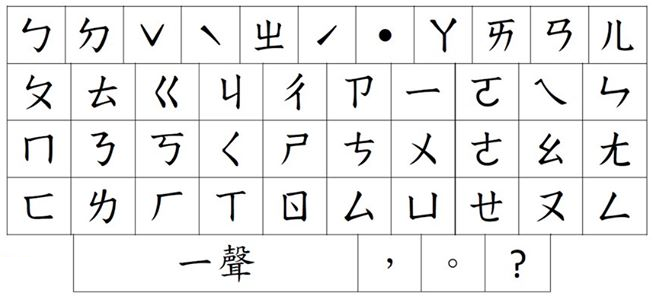 ㄅ ㄉ ˇ ˋ ㄓ ˊ ˙ ㄚ ㄞ ㄢ ㄦ
ㄆ ㄊ ㄍ ㄐ ㄔ ㄗ ㄧ ㄛ ㄟ ㄣ
ㄇ ㄋ ㄎ ㄑ ㄕ ㄘ ㄨ ㄜ ㄠ ㄤ
ㄈ ㄌ ㄏ ㄒ ㄖ ㄙ ㄩ ㄝ ㄡ ㄥ
一聲 , 。 ?